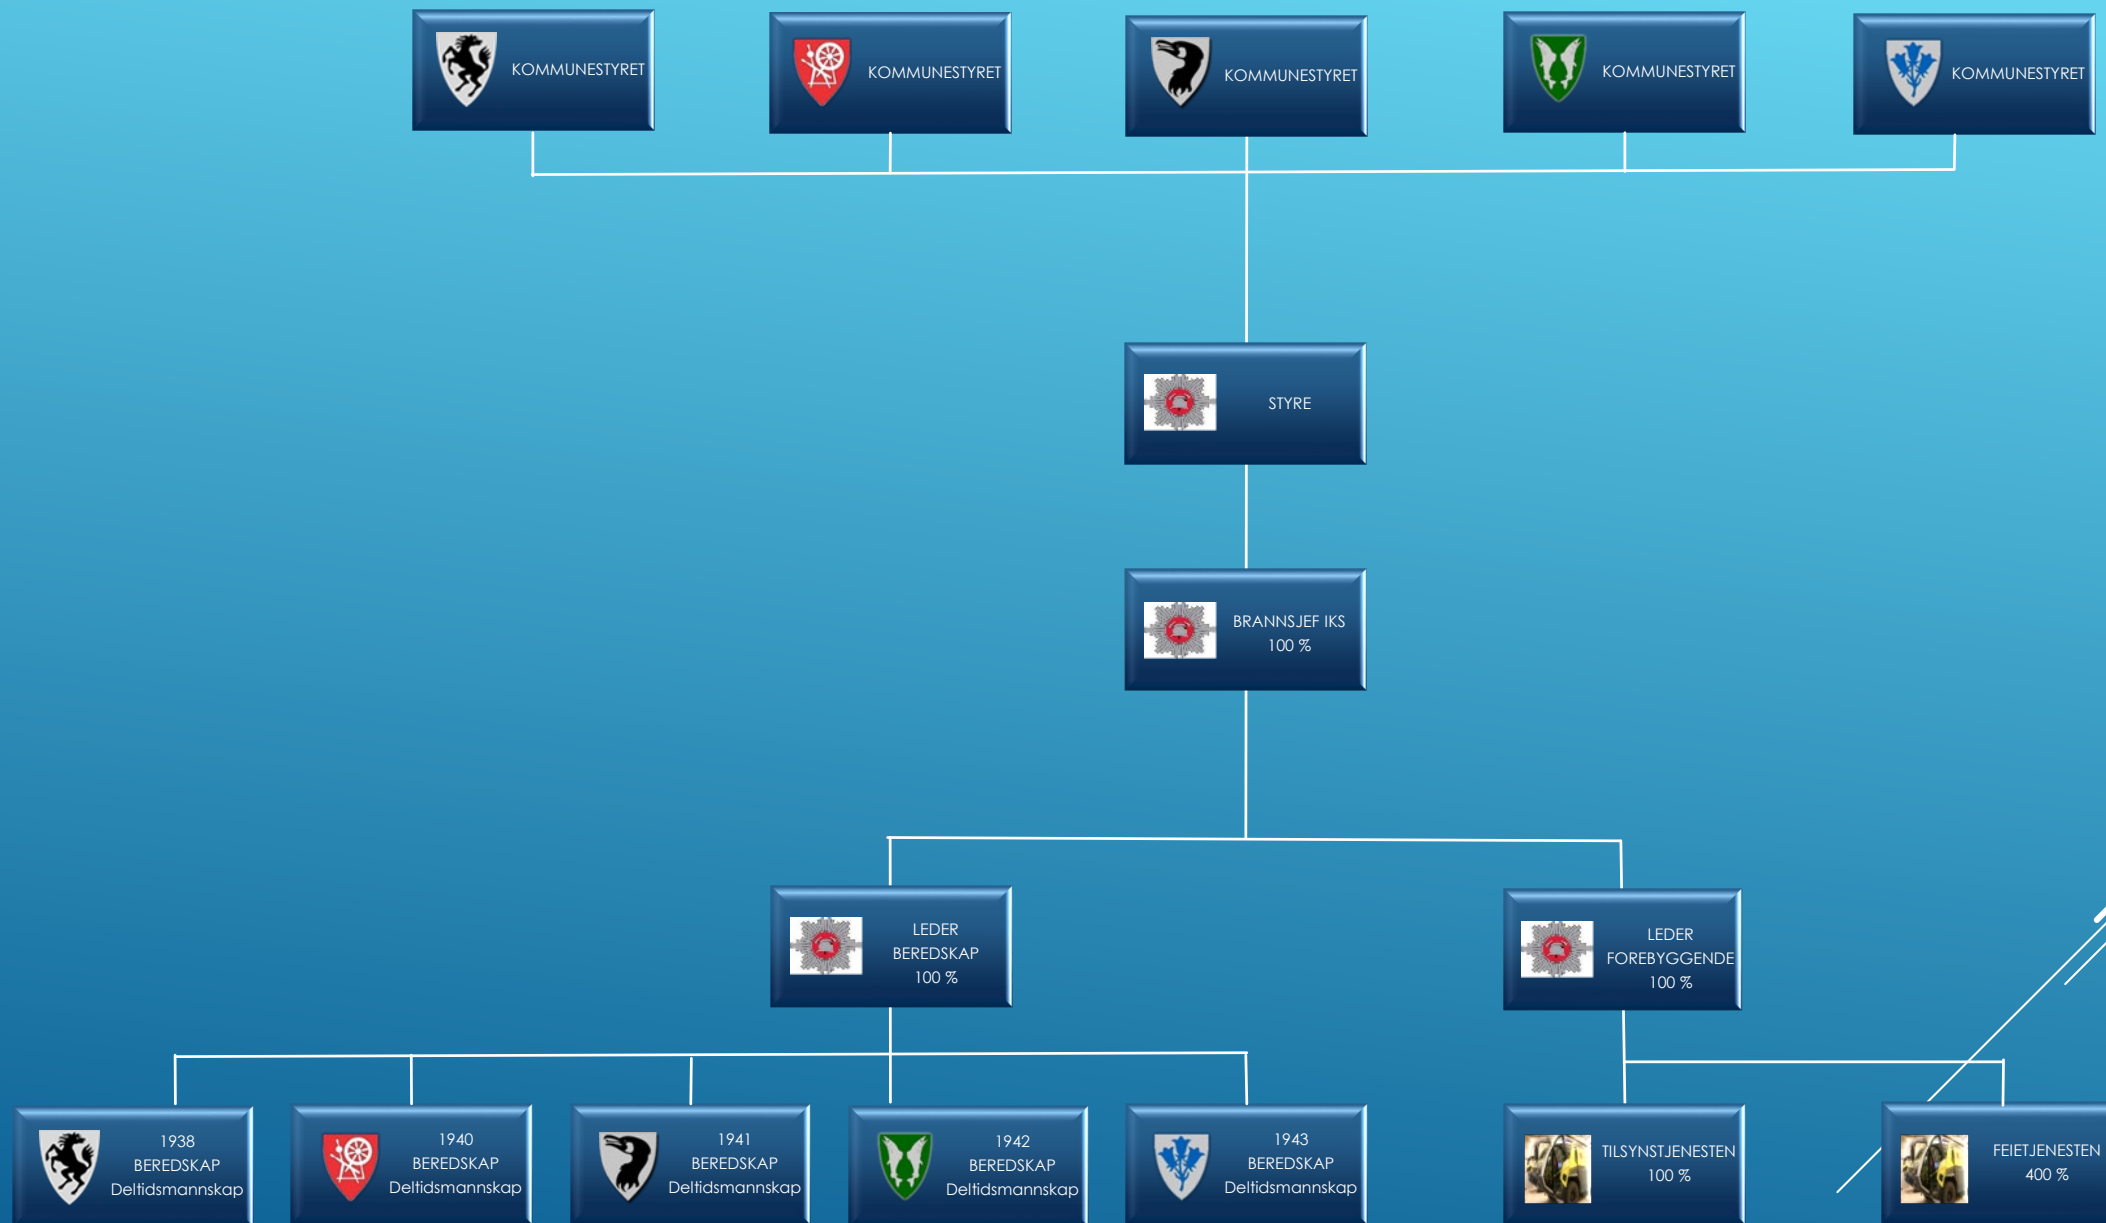 KOMMUNESTYRET
KOMMUNESTYRET
KOMMUNESTYRET
KOMMUNESTYRET
KOMMUNESTYRET
STYRE
BRANNSJEF IKS
100 %
LEDER
BEREDSKAP
100 %
LEDER
FOREBYGGENDE
100 %
1938
BEREDSKAP
Deltidsmannskap
1940
BEREDSKAP
Deltidsmannskap
1941
BEREDSKAP
Deltidsmannskap
1942
BEREDSKAP
Deltidsmannskap
1943
BEREDSKAP
Deltidsmannskap
TILSYNSTJENESTEN
100 %
FEIETJENESTEN
400 %